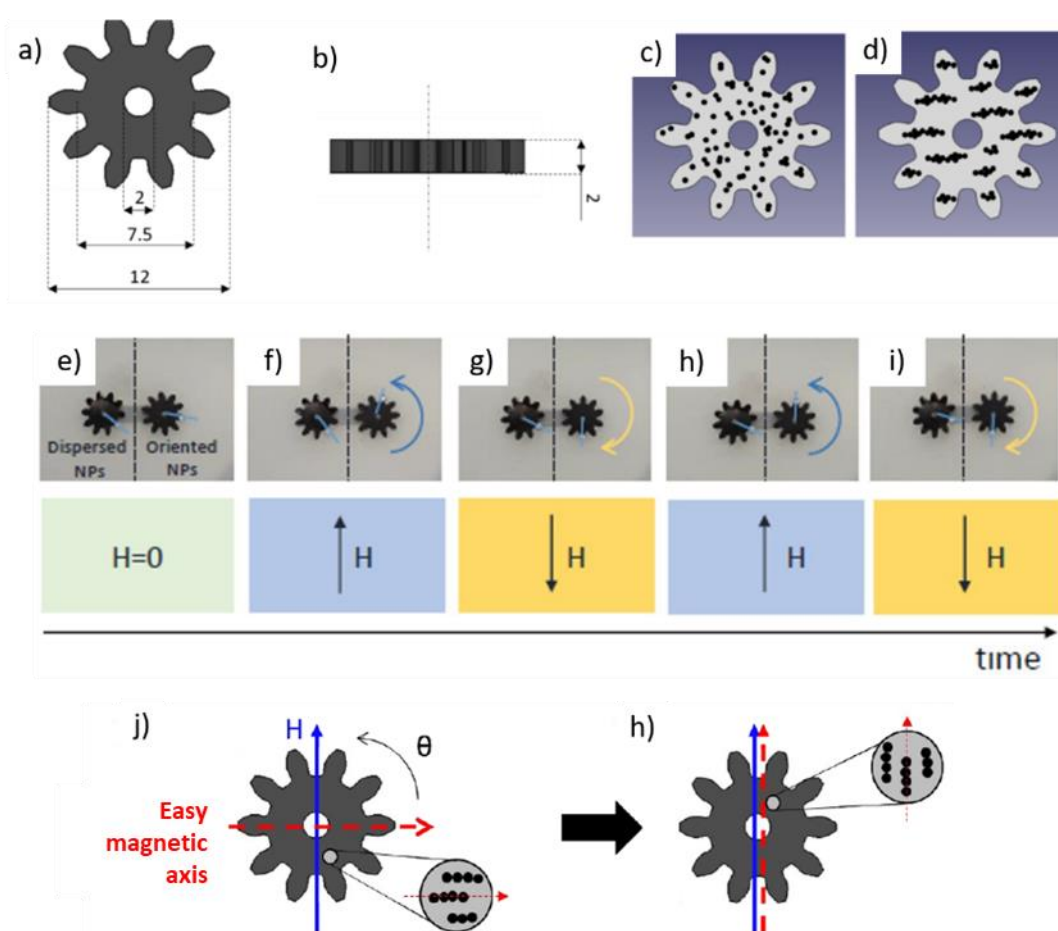 a)
2
7.5
12
b)
2
c)
d)
e)
Dispersed
NPs
Oriented
NPs
f)
g)
h)
i)
H=0
H
H
H
H
time
j)
H
θ
Easy
magnetic
axis
h)